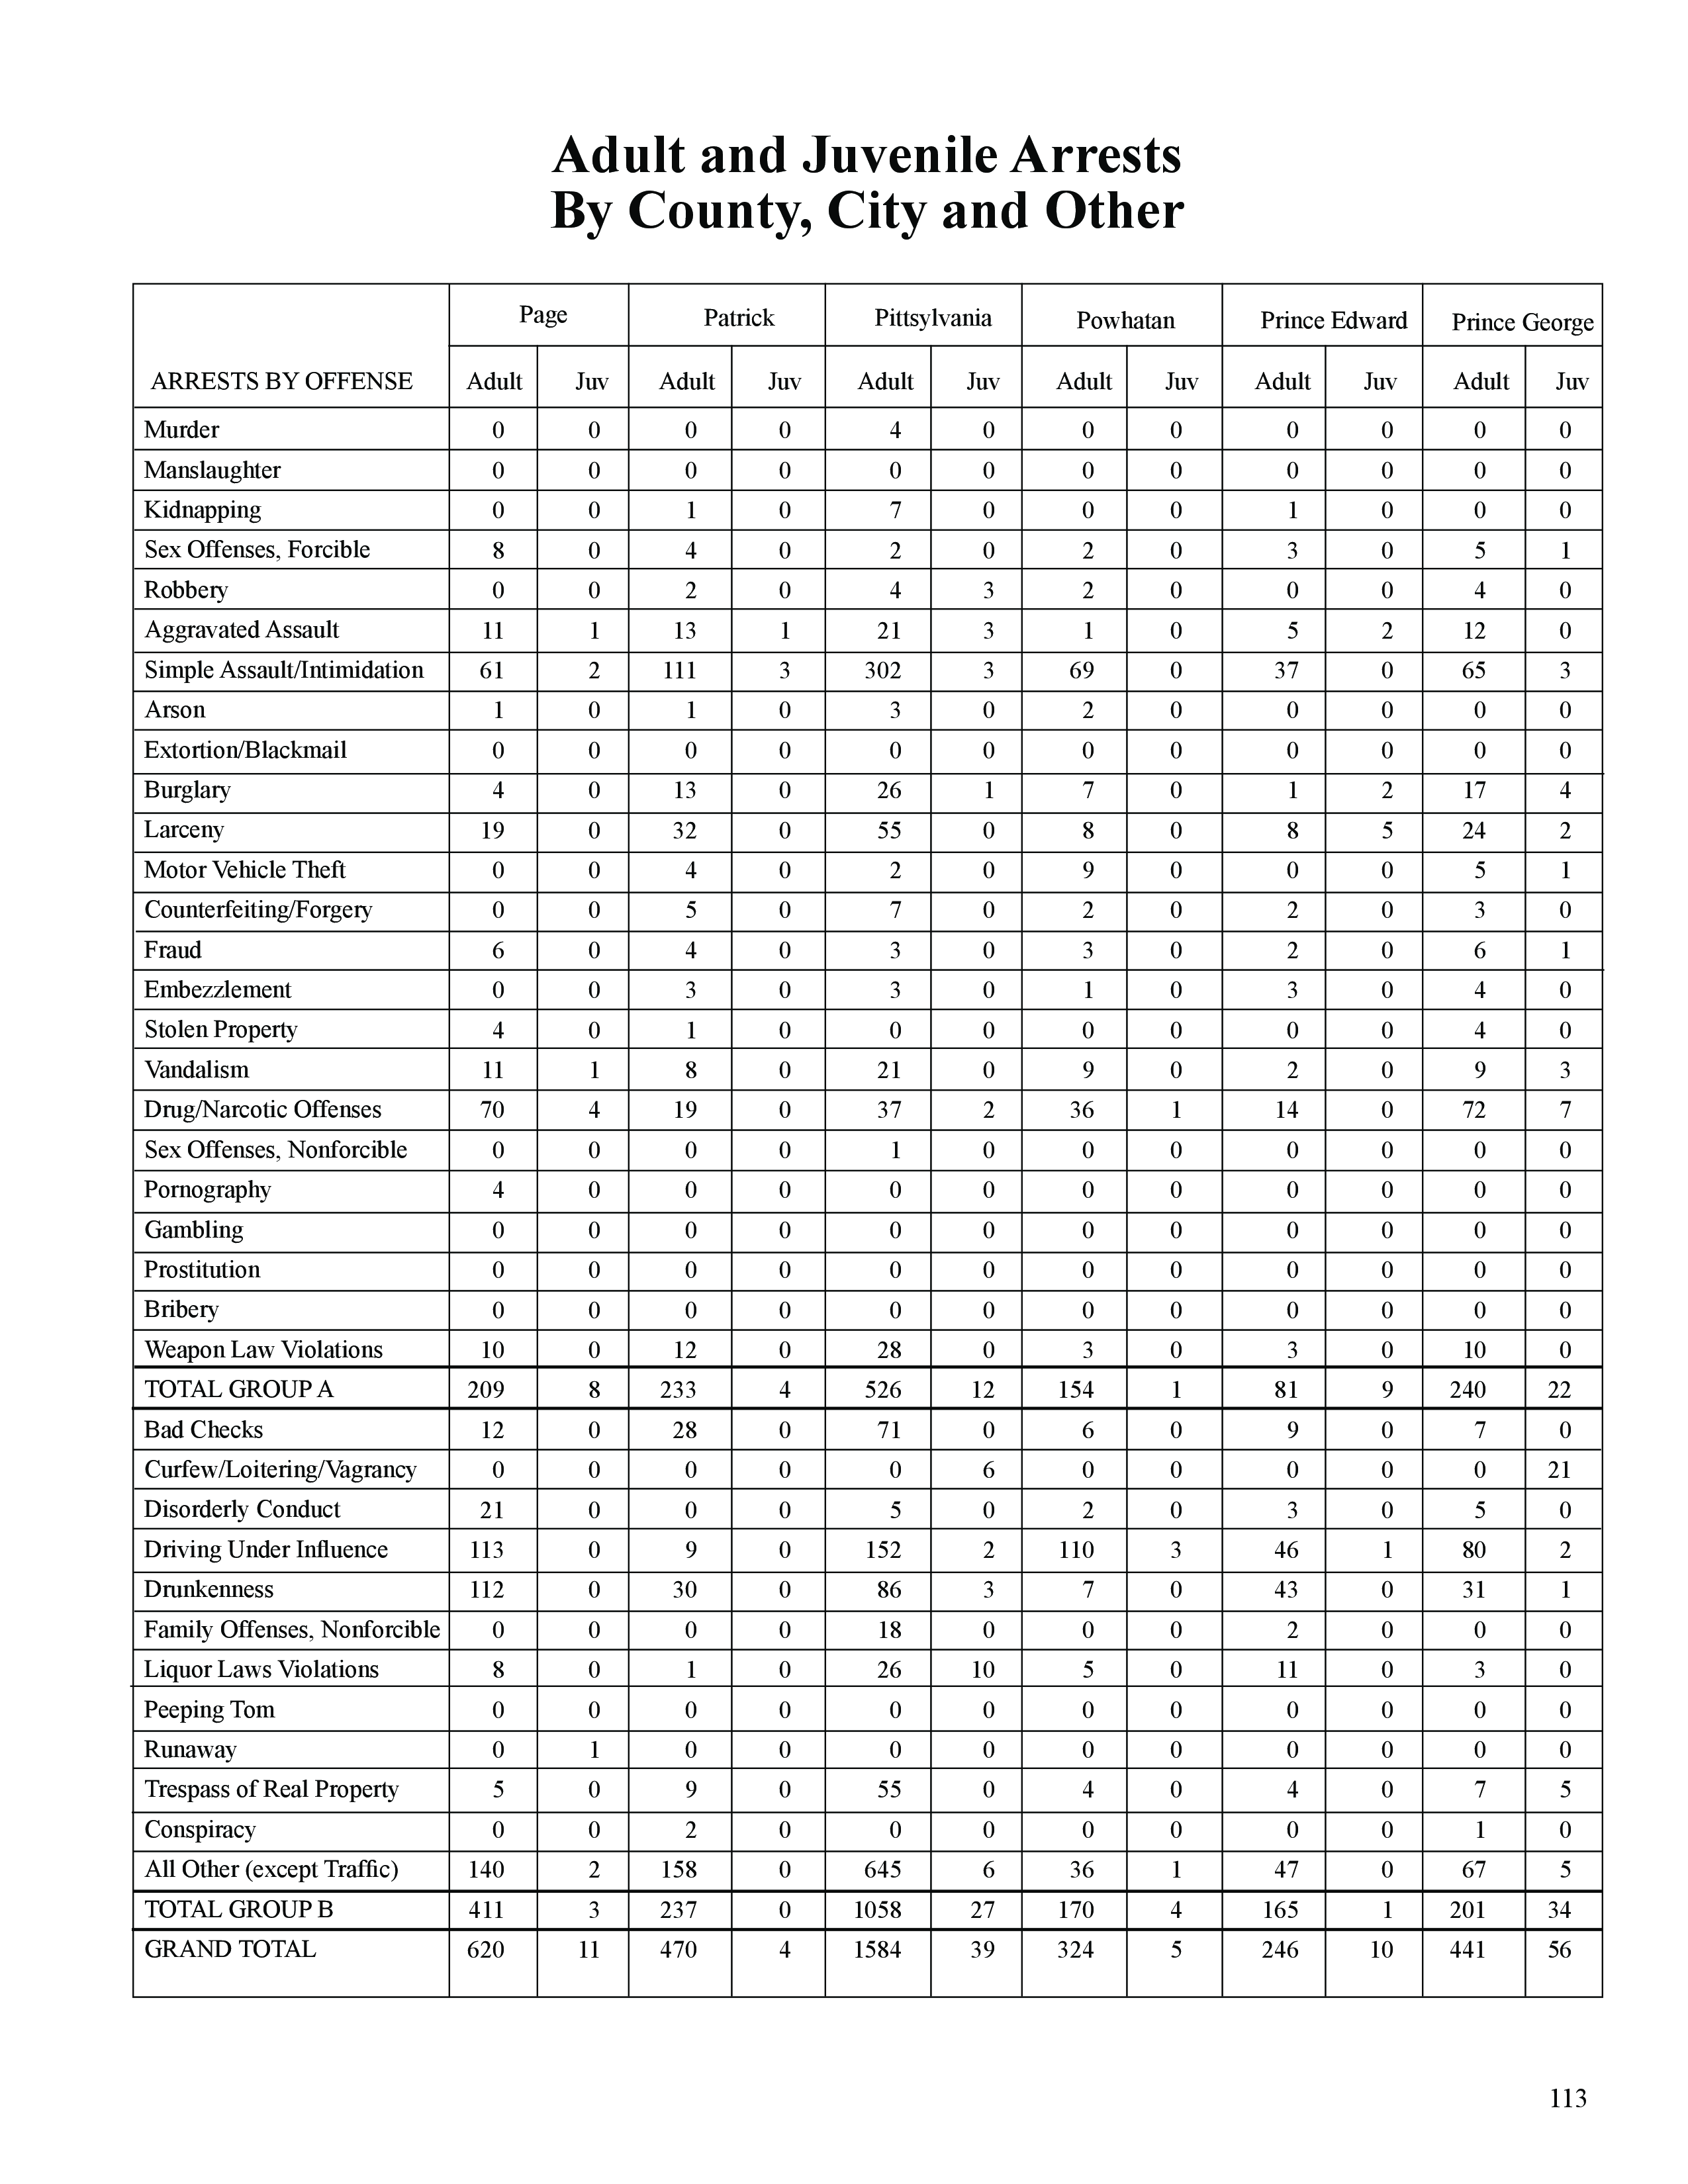 Adult and Juvenile Arrests
By County, City and Other
Page Patrick Pittsylvania Powhatan Prince Edward Prince George
ARRESTS BY OFFENSE Adult Juv Adult Juv Adult Juv Adult Juv Adult Juv Adult Juv
Murder 0 0 0 0 4 0 0 0 0 0 0 0
Manslaughter 0 0 0 0 0 0 0 0 0 0 0 0
Kidnapping 0 0 1 0 7 0 0 0 1 0 0 0
Sex Offenses, Forcible 8 0 4 0 2 0 2 0 3 0 5 1
Robbery 0 0 2 0 4 3 2 0 0 0 4 0
Aggravated Assault 11 1 13 1 21 3 1 0 5 2 12 0
Simple Assault/Intimidation 61 2 111 3 302 3 69 0 37 0 65 3
Arson 1 0 1 0 3 0 2 0 0 0 0 0
Extortion/Blackmail 0 0 0 0 0 0 0 0 0 0 0 0
Burglary 4 0 13 0 26 1 7 0 1 2 17 4
Larceny 19 0 32 0 55 0 8 0 8 5 24 2
Motor Vehicle Theft 0 0 4 0 2 0 9 0 0 0 5 1
Counterfeiting/Forgery 0 0 5 0 7 0 2 0 2 0 3 0
Fraud 6 0 4 0 3 0 3 0 2 0 6 1
Embezzlement 0 0 3 0 3 0 1 0 3 0 4 0
Stolen Property 4 0 1 0 0 0 0 0 0 0 4 0
Vandalism 11 1 8 0 21 0 9 0 2 0 9 3
Drug/Narcotic Offenses 70 4 19 0 37 2 36 1 14 0 72 7
Sex Offenses, Nonforcible 0 0 0 0 1 0 0 0 0 0 0 0
Pornography 4 0 0 0 0 0 0 0 0 0 0 0
Gambling 0 0 0 0 0 0 0 0 0 0 0 0
Prostitution 0 0 0 0 0 0 0 0 0 0 0 0
Bribery 0 0 0 0 0 0 0 0 0 0 0 0
Weapon Law Violations 10 0 12 0 28 0 3 0 3 0 10 0
TOTAL GROUP A 209 8 233 4 526 12 154 1 81 9 240 22
Bad Checks 12 0 28 0 71 0 6 0 9 0 7 0
Curfew/Loitering/Vagrancy 0 0 0 0 0 6 0 0 0 0 0 21
Disorderly Conduct 21 0 0 0 5 0 2 0 3 0 5 0
Driving Under Influence 113 0 9 0 152 2 110 3 46 1 80 2
Drunkenness 112 0 30 0 86 3 7 0 43 0 31 1
Family Offenses, Nonforcible 0 0 0 0 18 0 0 0 2 0 0 0
Liquor Laws Violations 8 0 1 0 26 10 5 0 11 0 3 0
Peeping Tom 0 0 0 0 0 0 0 0 0 0 0 0
Runaway 0 1 0 0 0 0 0 0 0 0 0 0
Trespass of Real Property 5 0 9 0 55 0 4 0 4 0 7 5
Conspiracy 0 0 2 0 0 0 0 0 0 0 1 0
All Other (except Traffic) 140 2 158 0 645 6 36 1 47 0 67 5
TOTAL GROUP B 411 3 237 0 1058 27 170 4 165 1 201 34
GRAND TOTAL 620 11 470 4 1584 39 324 5 246 10 441 56
113